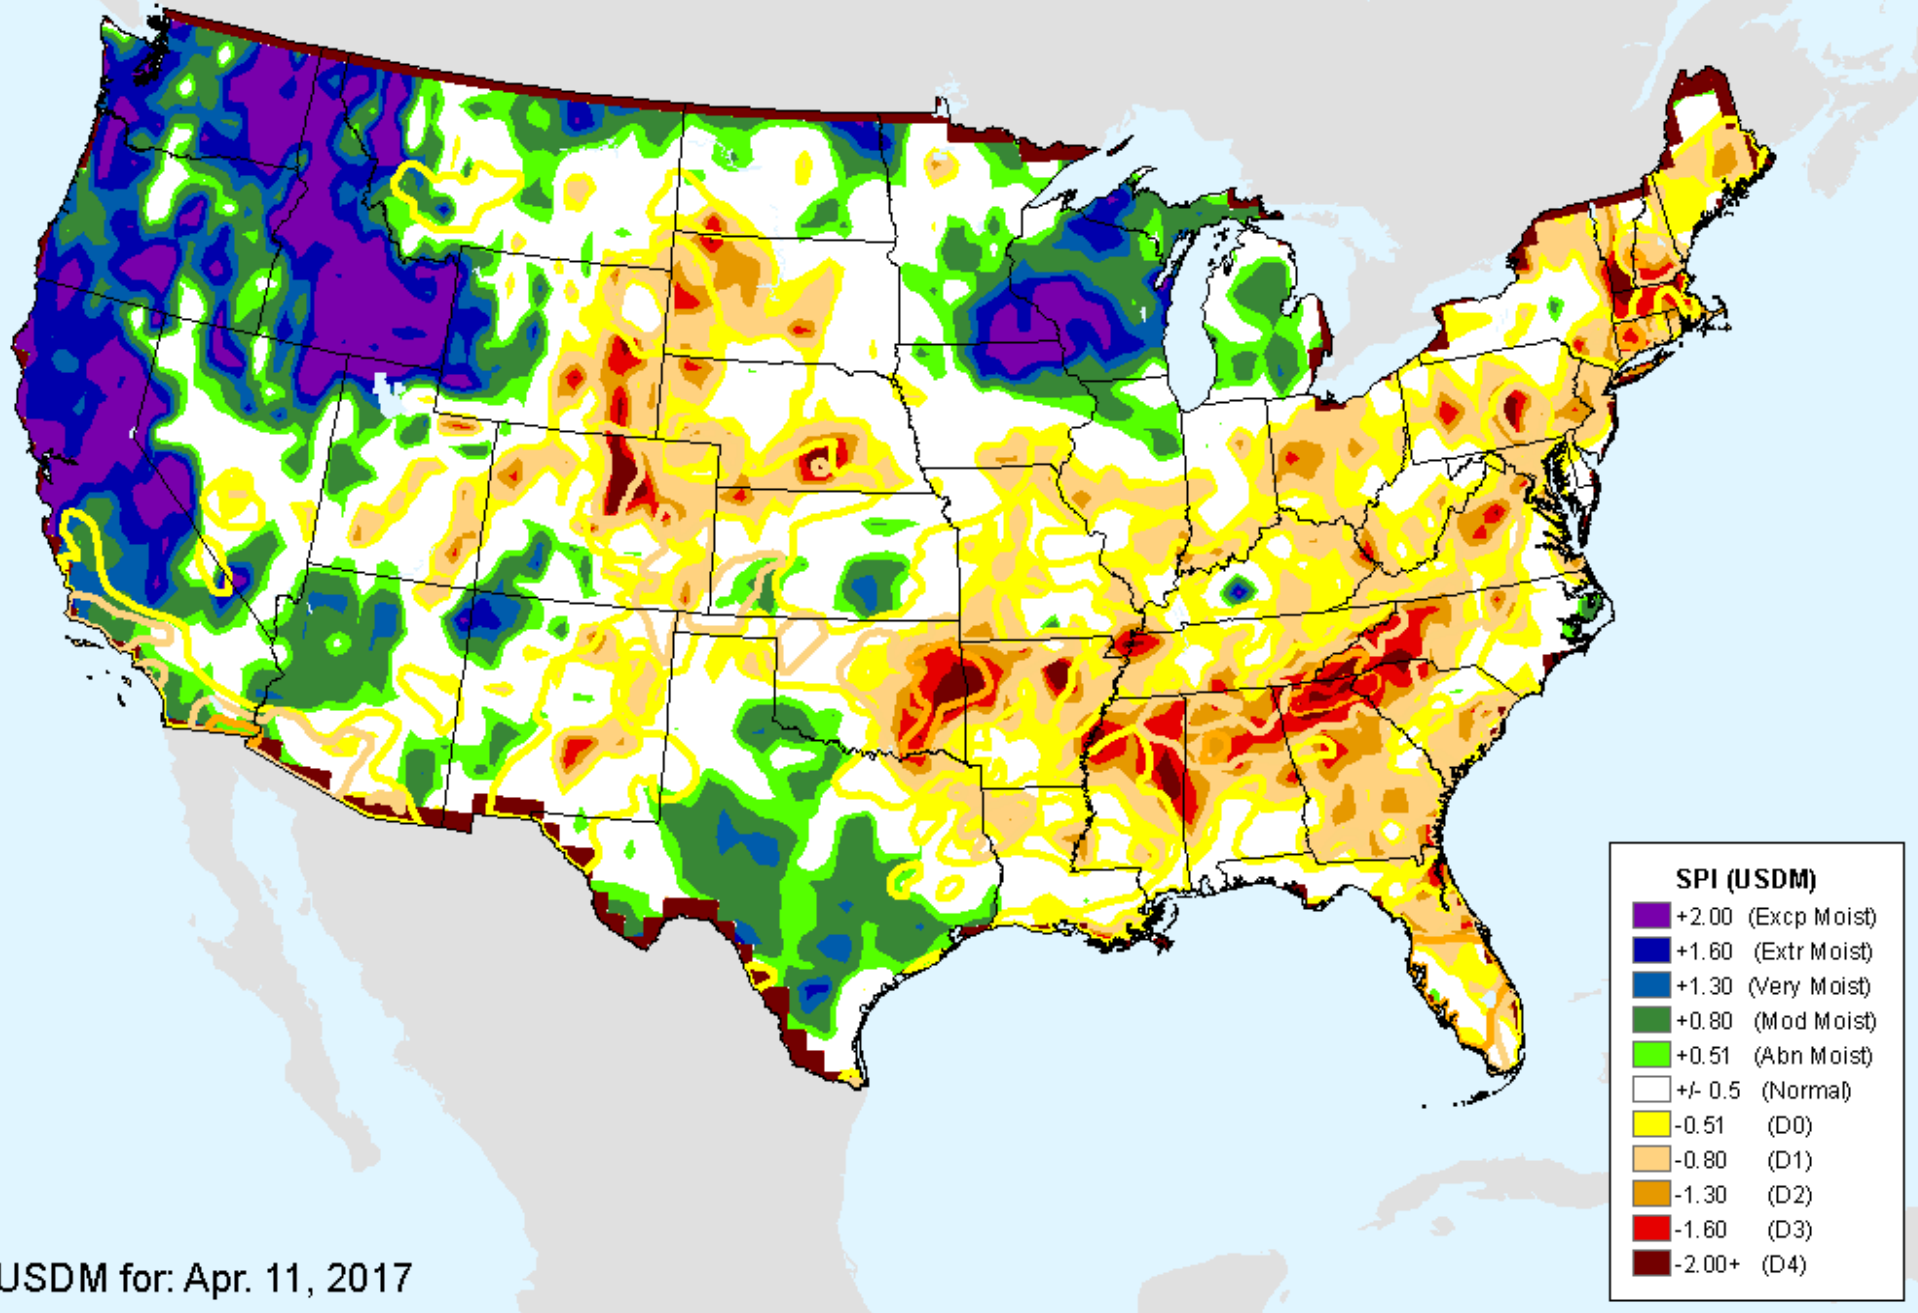 SPI (USDM)
+2.00 (Excp Moist)
+1.60 (Extr Moist)
+1.30 (Very Moist)
+0.80 (Mod Moist)
+0.51 (Abn Moist)
+/- 0.5 (Normal)
-0.51 (D0)
-0.80 (D1)
-1.30 (D2)
-1.60 (D3)
-2.00+ (D4)
USDM for: Apr. 11, 2017